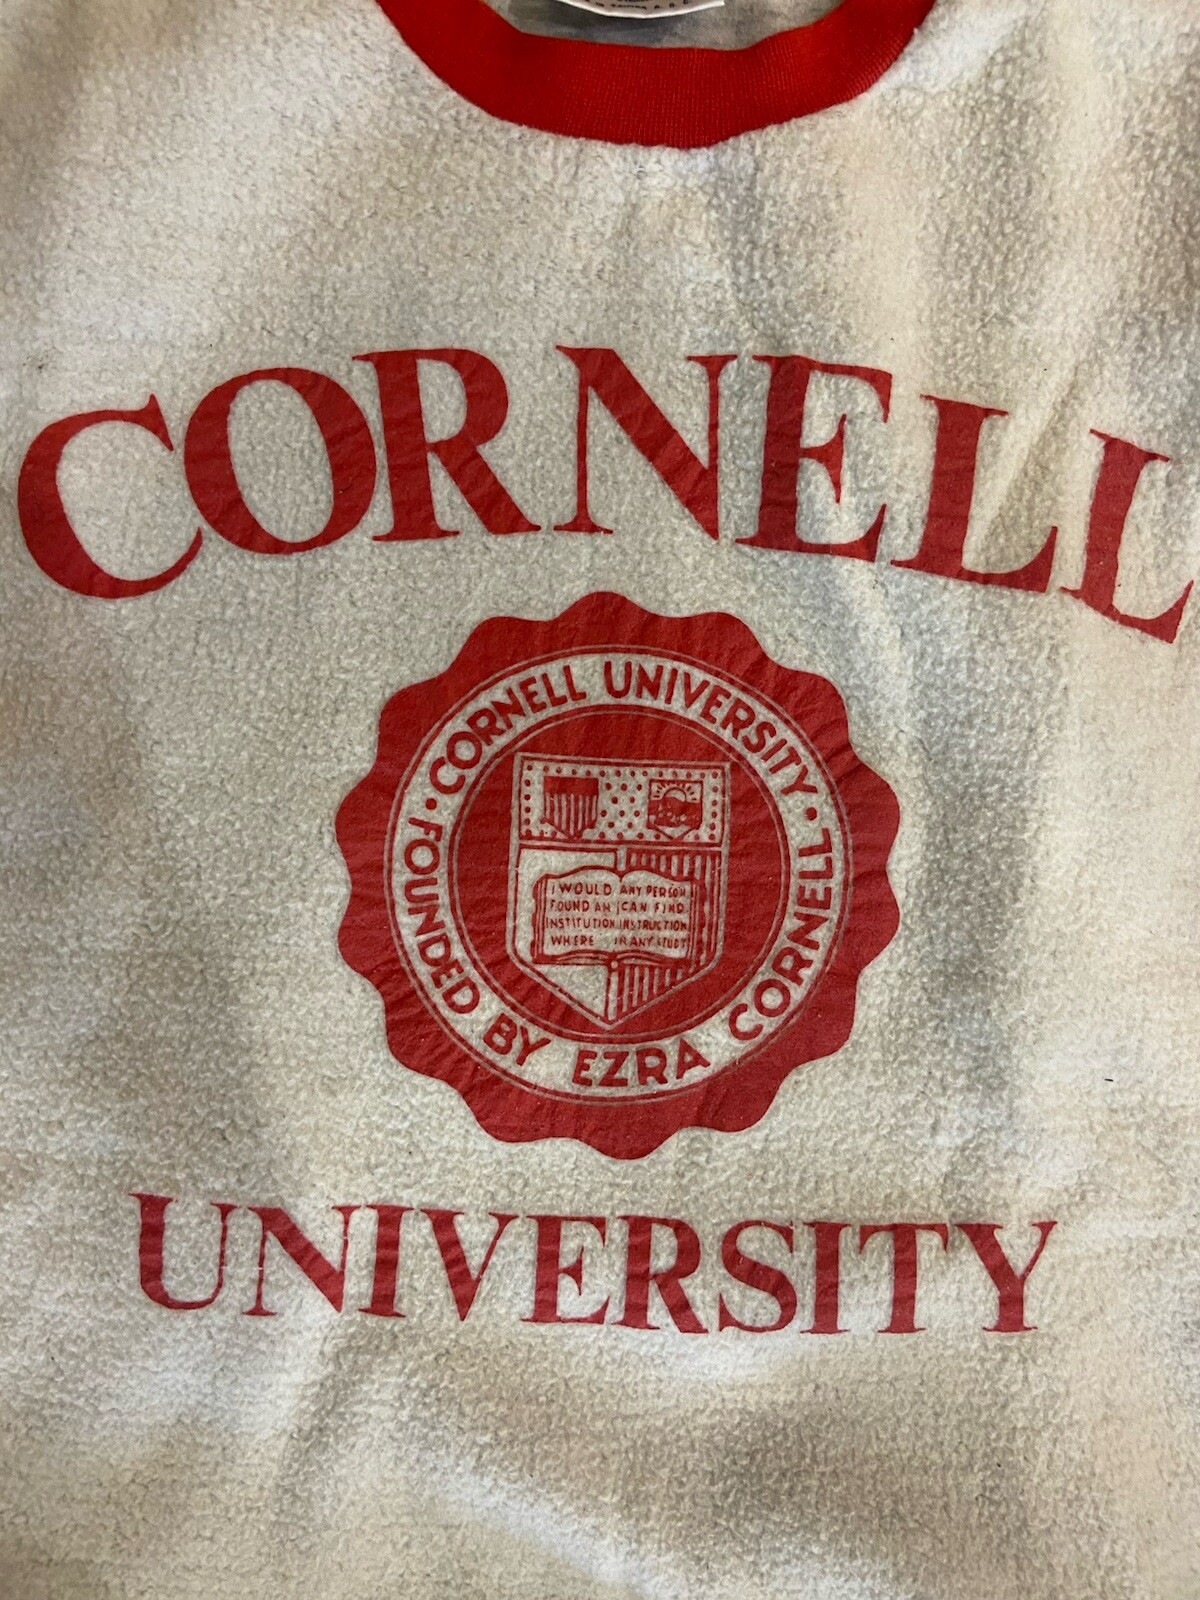 CORNELL
CORNELL UNIVERSITY
FOUNDED BY EZRA CORNELL
I WOULD
FOUND AN
INSTITUTION
WHERE
ANY PERSON
CAN FIND
INSTRUCTION
IN ANY STUDY
UNIVERSITY